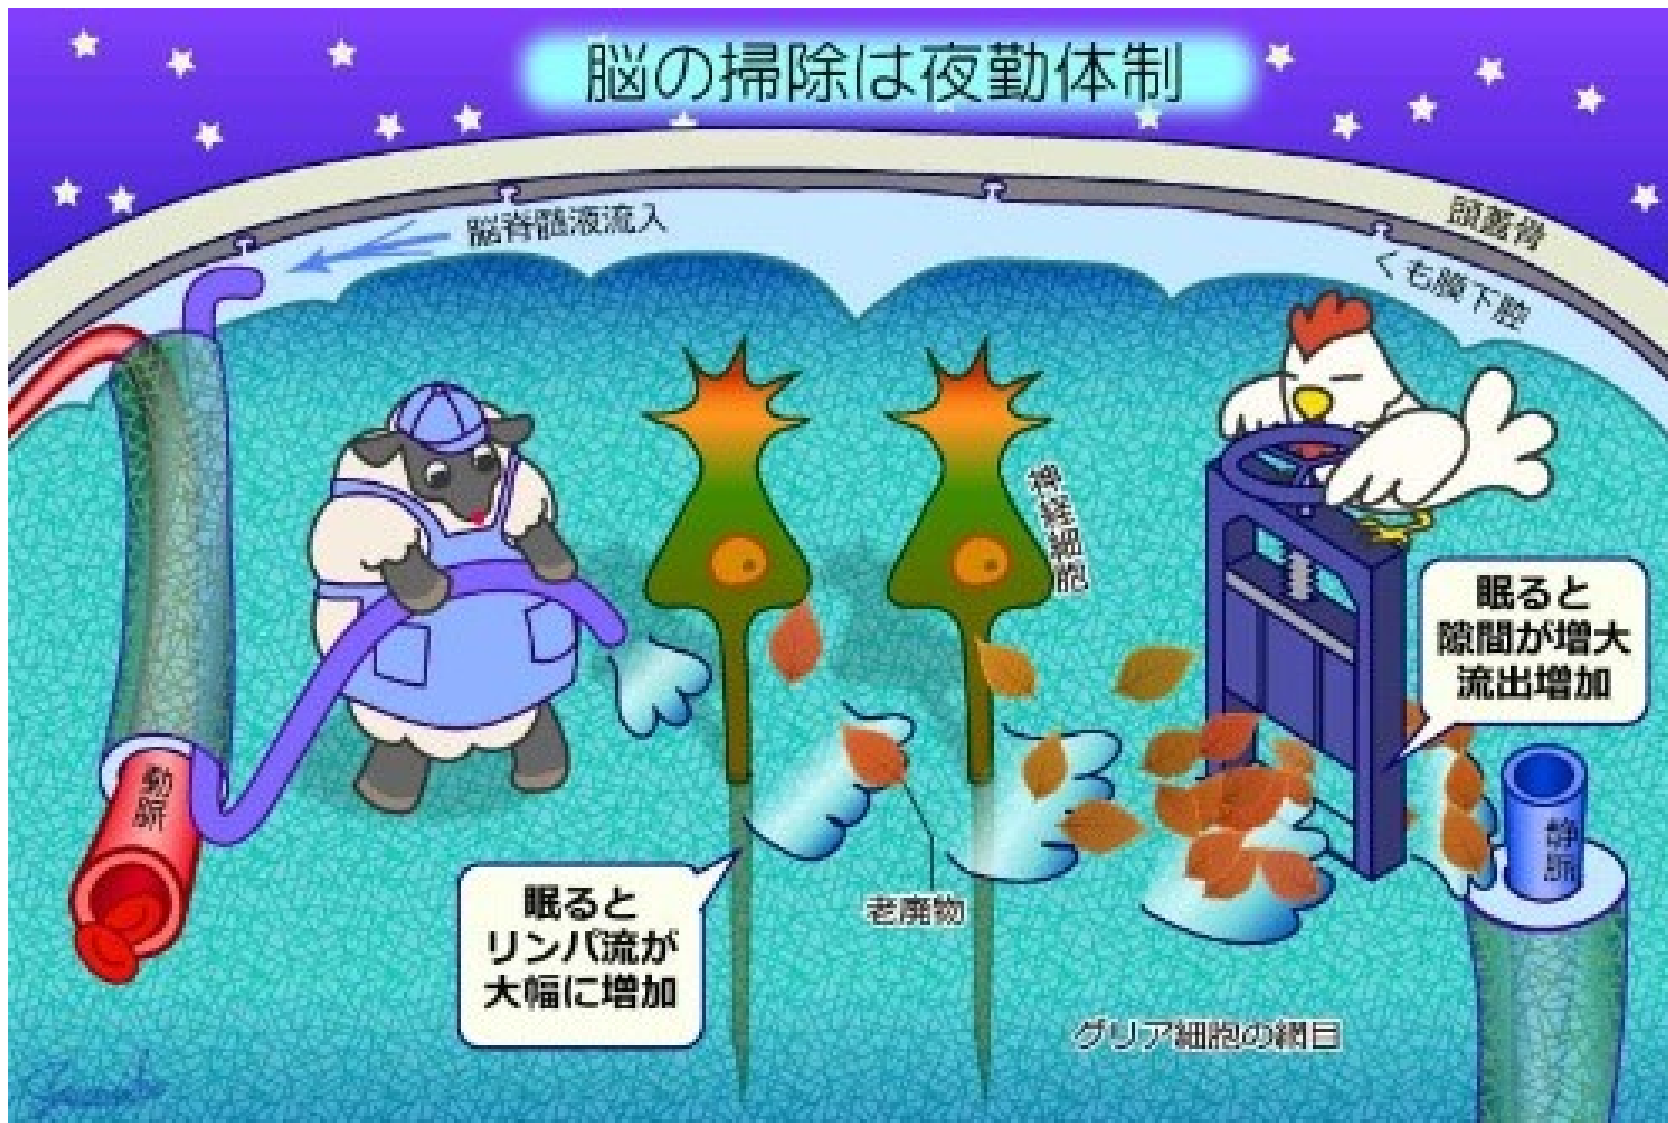 脳の掃除は夜勤体制
脳脊髄液流入
頭蓋骨
くも膜下腔
神経細胞
眠ると
隙間が増大
流出増加
動脈
静脈
眠ると
リンパ流が
大幅に増加
老廃物
グリア細胞の網目